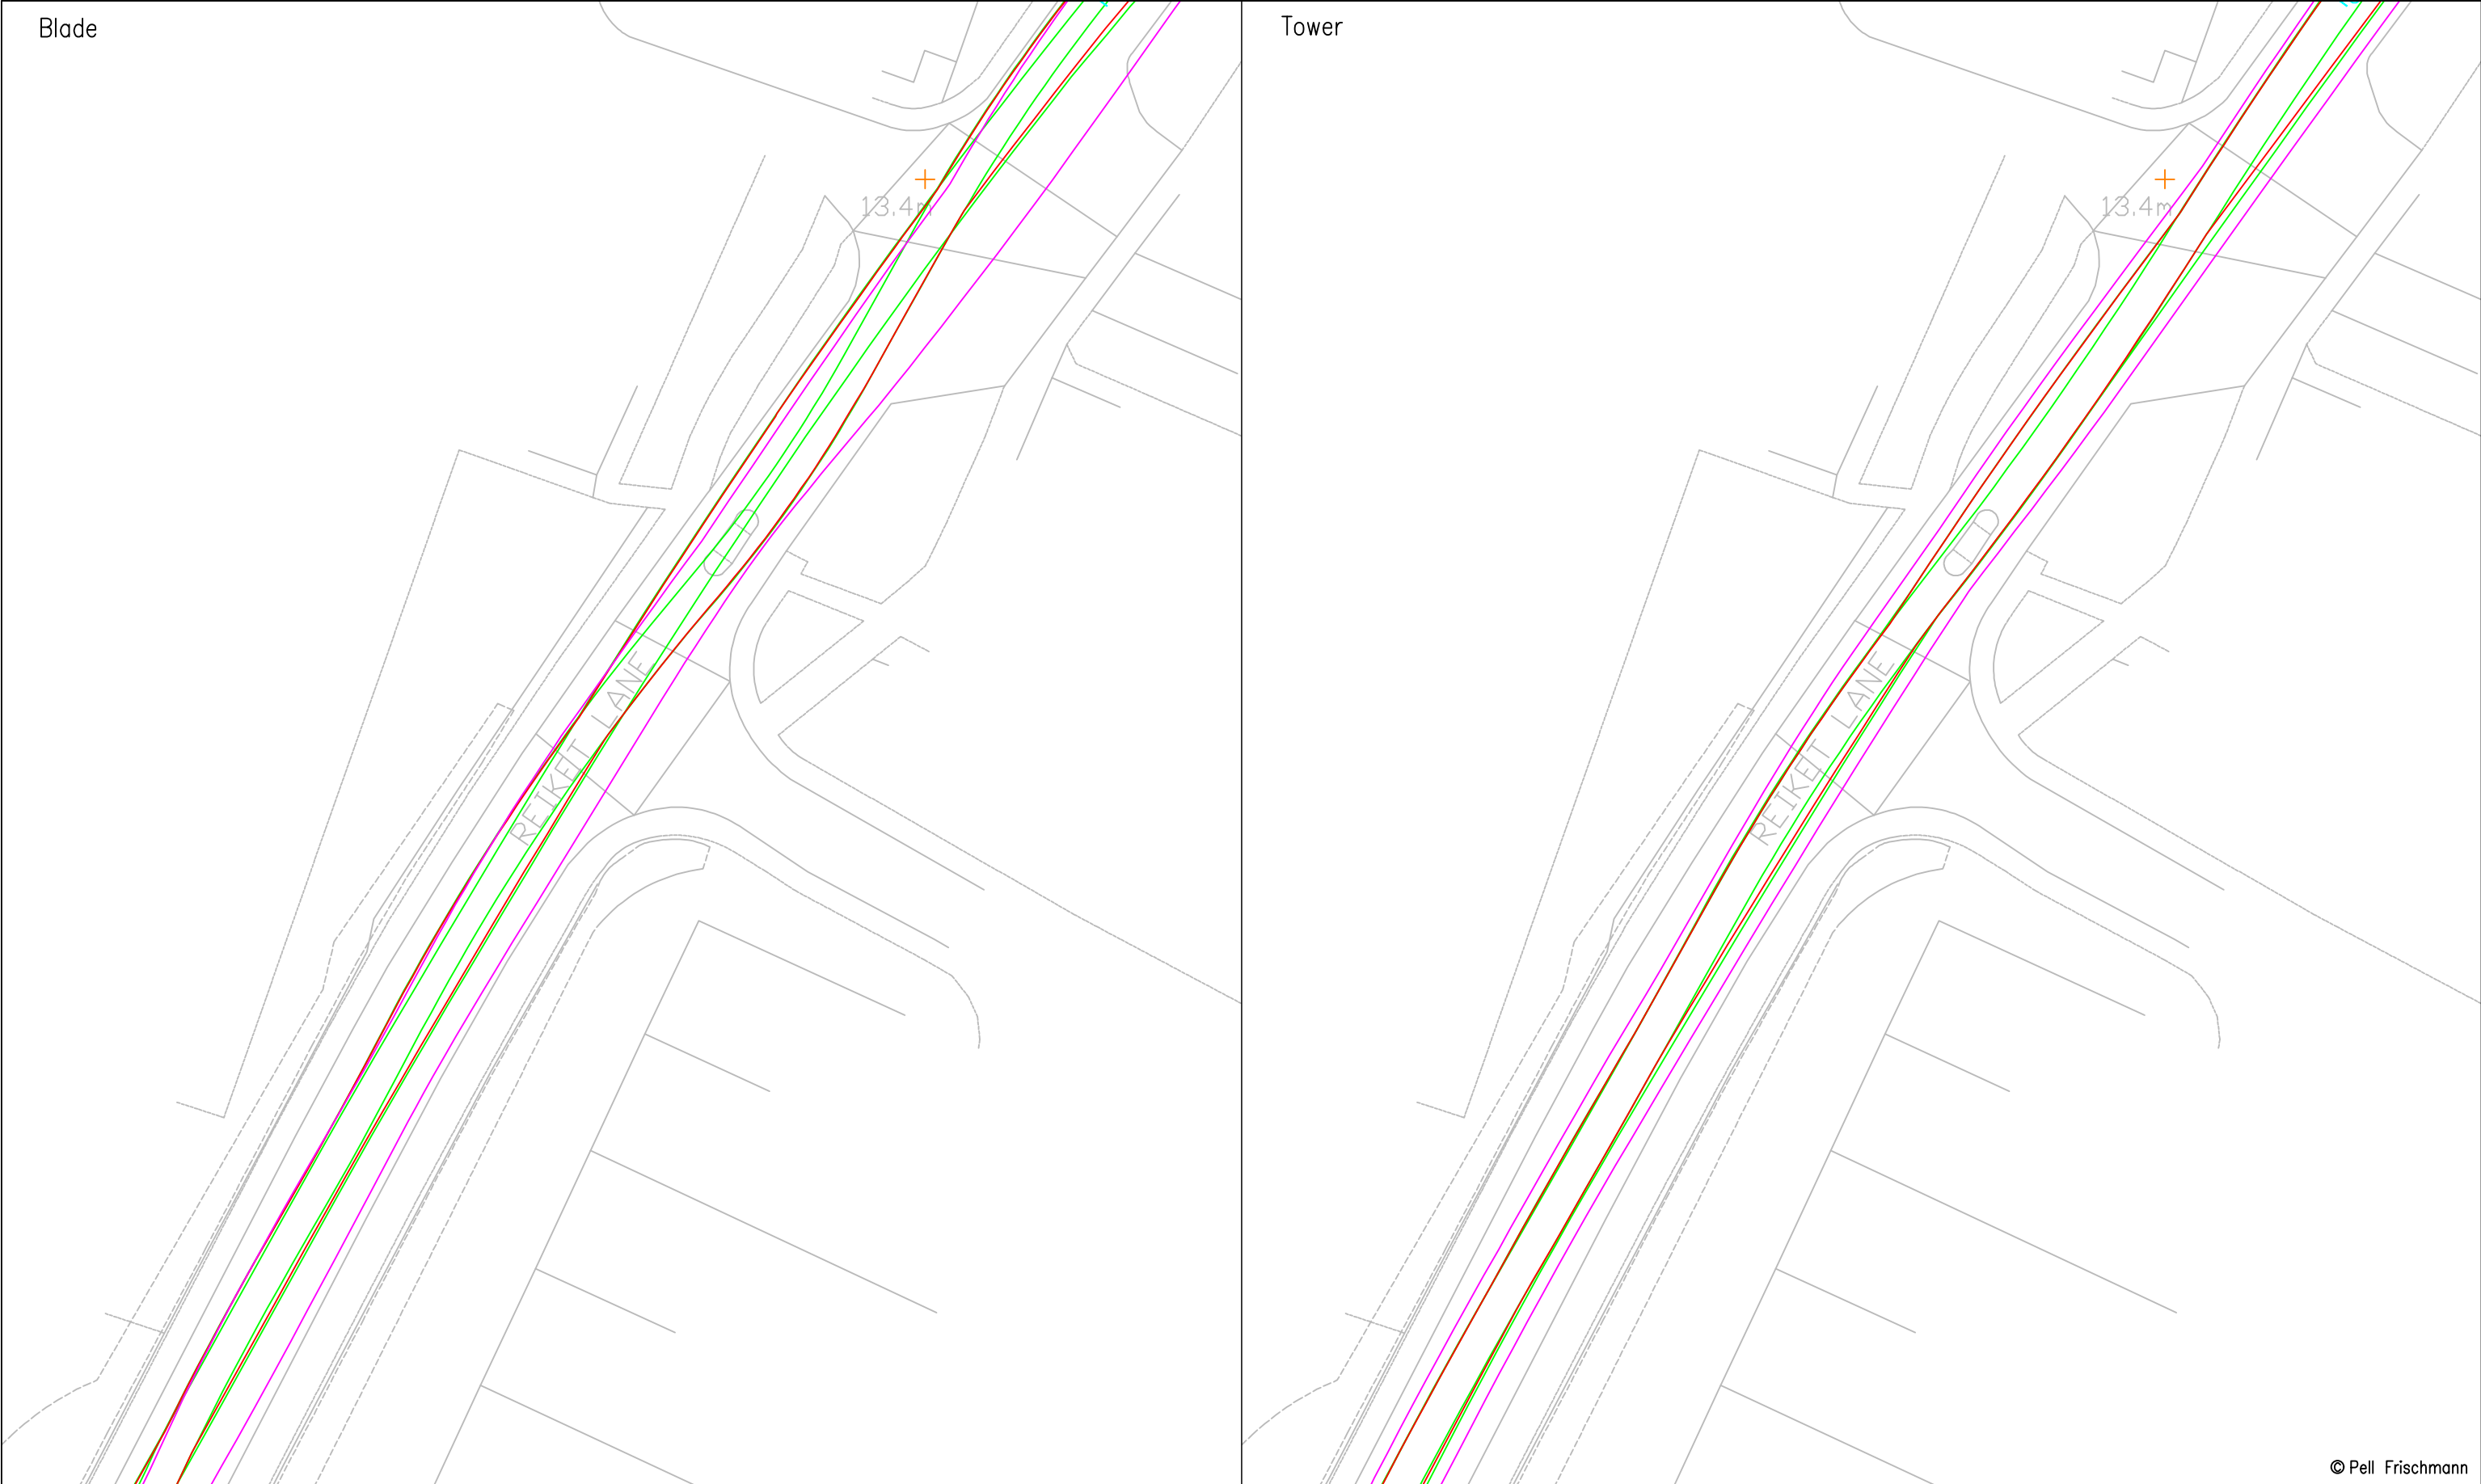 Blade
Tower
13.4m
13.4m
REIKET LANE
REIKET LANE
© Pell Frischmann